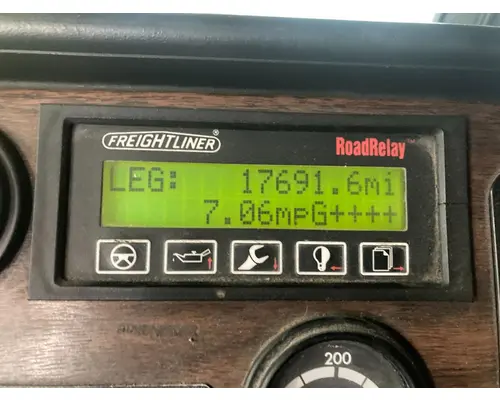 FREIGHTLINER®
RoadRelay
LEG: 17691.6mi
7.06mpG++++
200